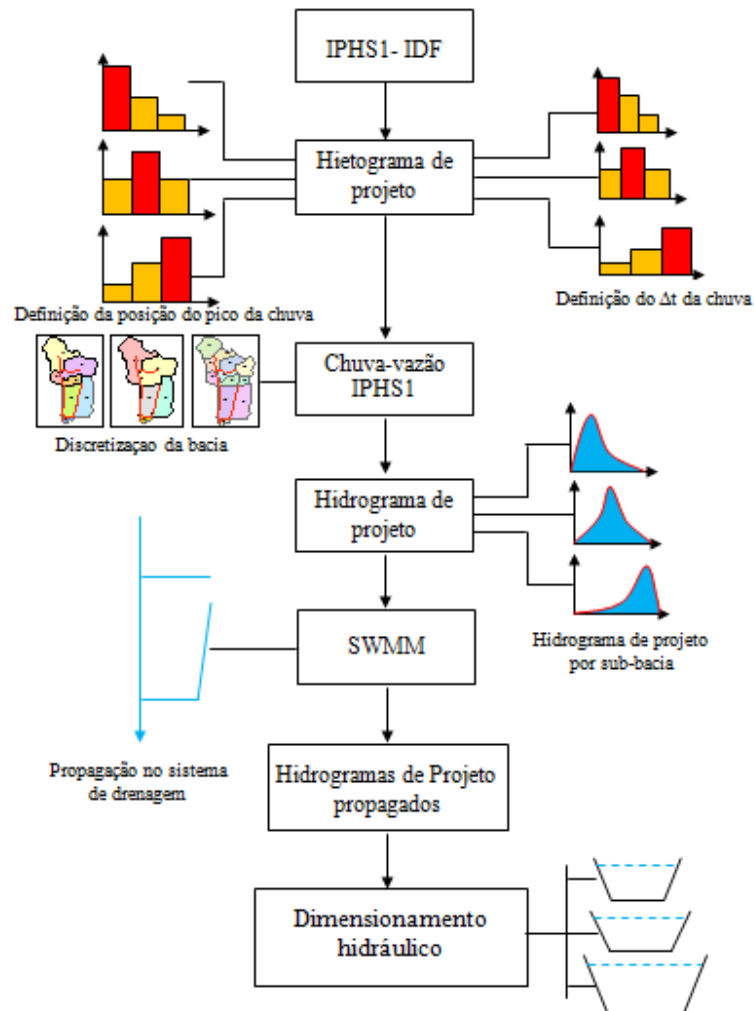 IPHS1- IDF
Hietograma de
projeto
Definição da posição do pico da chuva
Definição do Δt da chuva
Chuva-vazão
IPHS1
Discretizaçao da bacia
Hidrograma de
projeto
Hidrograma de projeto
por sub-bacia
SWMM
Propagação no sistema
de drenagem
Hidrogramas de Projeto
propagados
Dimensionamento
hidráulico